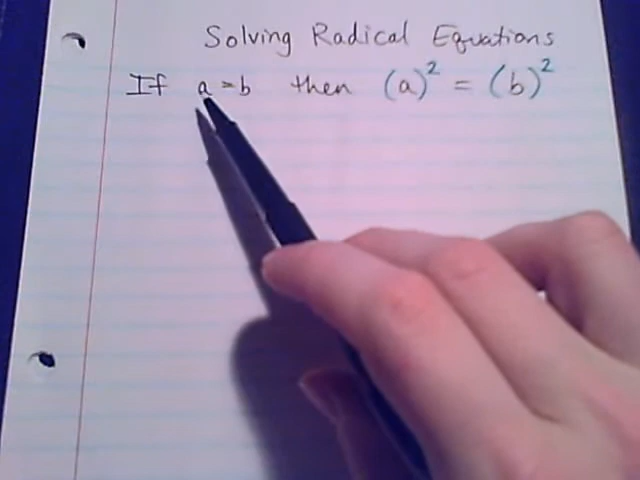 Solving Radical Equations
If a = b then (a)² = (b)²